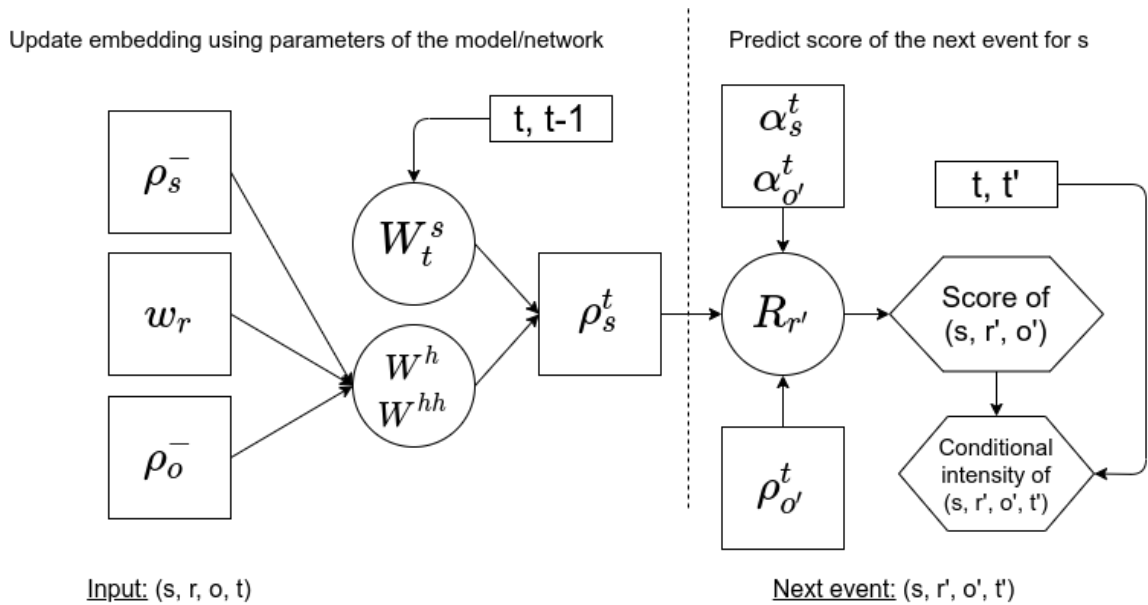 Update embedding using parameters of the model/network
t, t-1
ρ_s^-
w_r
ρ_o^-
W_t^s
W^h
W^{hh}
ρ_s^t
Input: (s, r, o, t)
Predict score of the next event for s
α_s^t
α_{o'}^t
t, t'
R_{r'}
Score of
(s, r', o')
ρ_{o'}^t
Conditional
intensity of
(s, r', o', t')
Next event: (s, r', o', t')